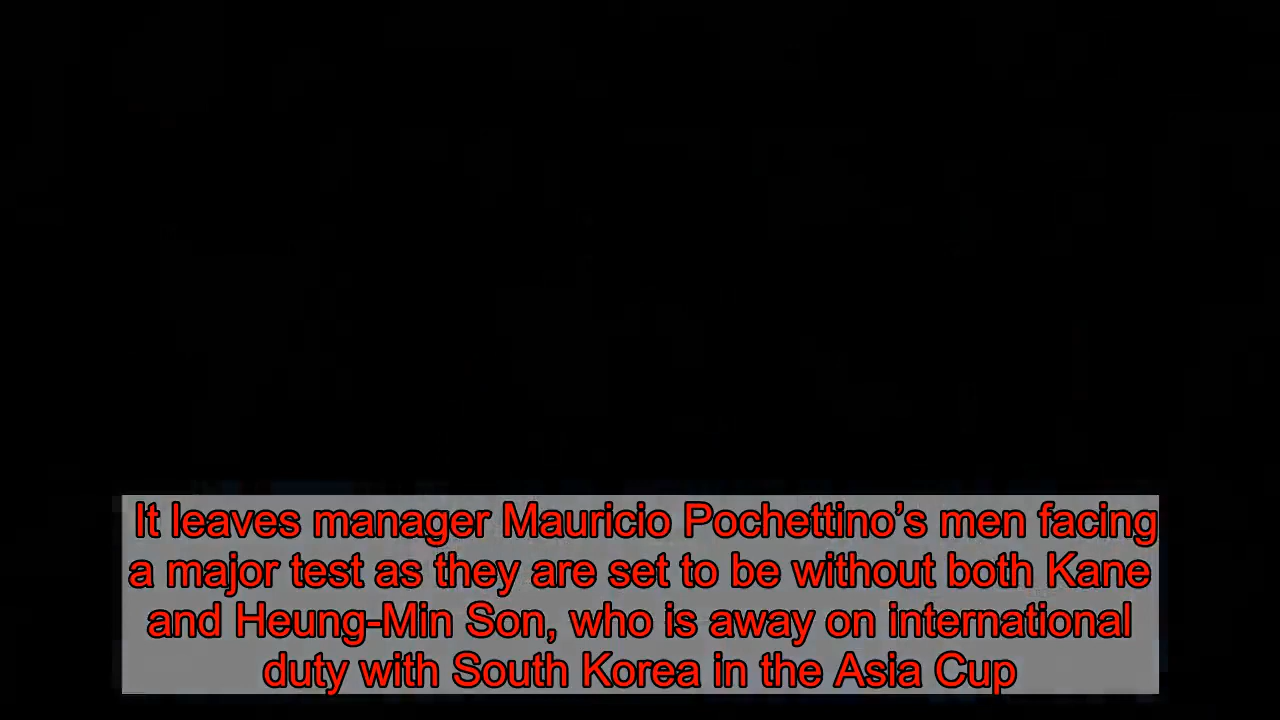 It leaves manager Mauricio Pochettino’s men facing
a major test as they are set to be without both Kane
and Heung-Min Son, who is away on international
duty with South Korea in the Asia Cup